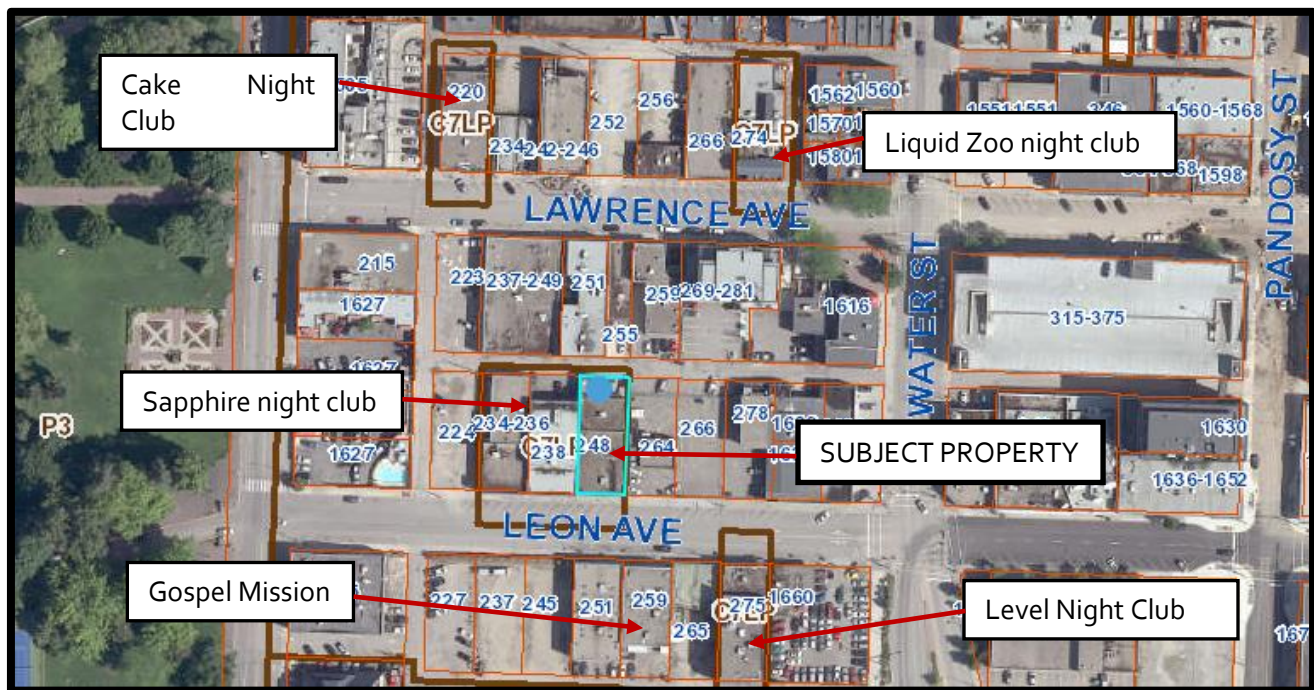 Cake Night
Club
220
C7LP
234
242-246
252
256
266
274
C7LP
1562
1560
1570
1580
Liquid Zoo night club
1560-1568
1598
PANDOSY ST
LAWRENCE AVE
215
1627
223
237-249
251
255
259
269-281
1616
WATER ST
315-375
1627
Sapphire night club
P3
1627
224
234-236
C7LP
238
248
264
266
278
SUBJECT PROPERTY
1630
1636-1652
LEON AVE
Gospel Mission
227
237
245
251
259
265
275
C7LP
1660
Level Night Club